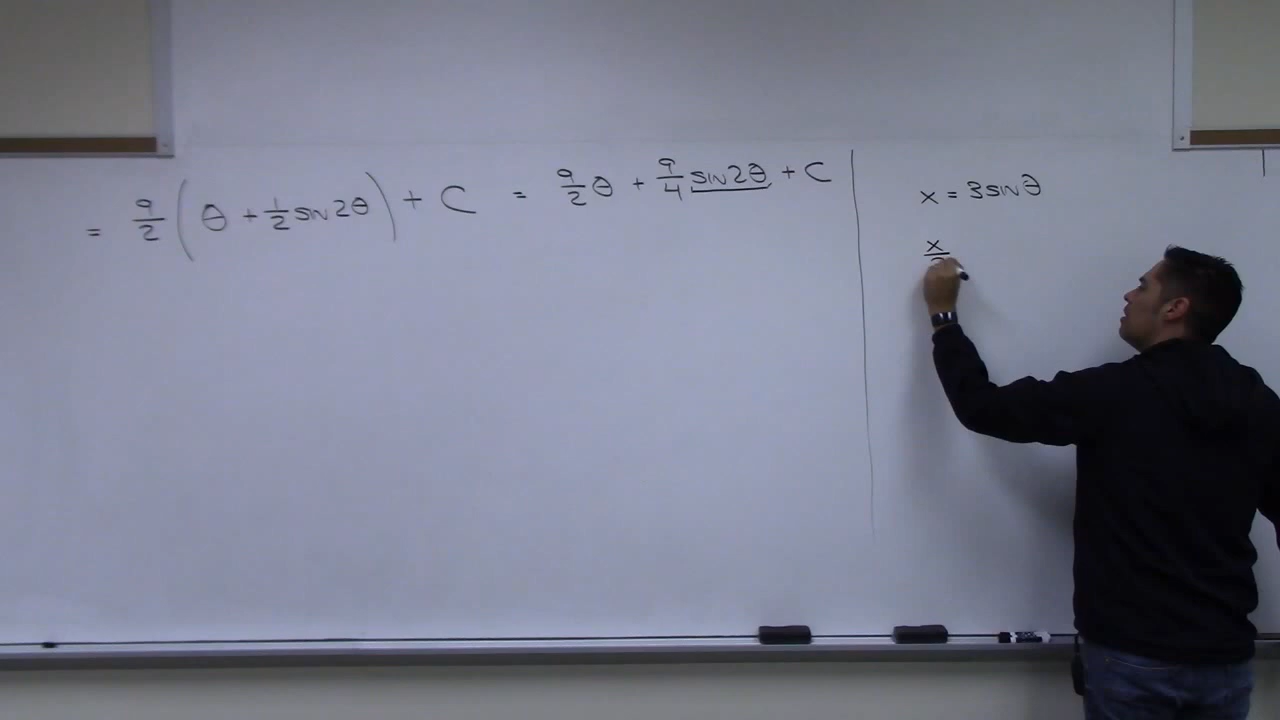 = 9/2 ( θ + 1/2 sin 2θ ) + C = 9/2 θ + 9/4 sin 2θ + C
x = 3 sin θ
x